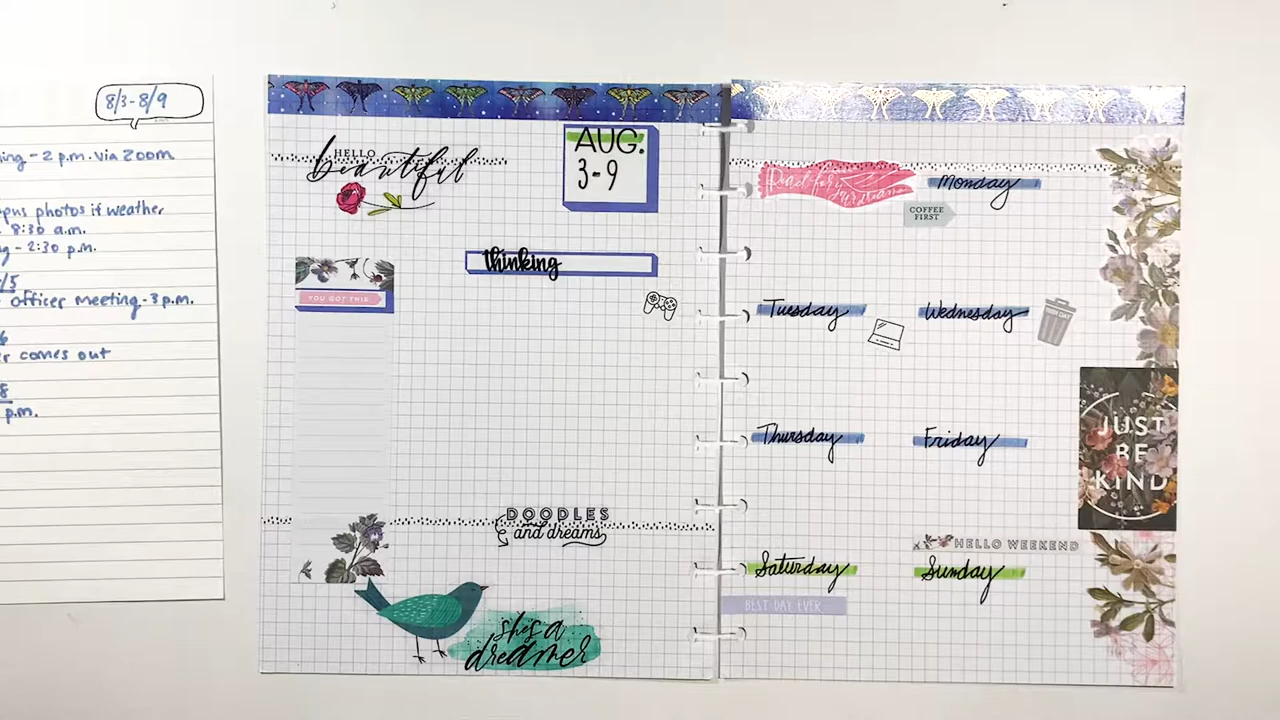 8/3-8/9
- 2 p.m. via Zoom
photos if weather
8:30 a.m.
- 2:30 p.m.
officer meeting - 3 p.m.
comes out
p.m.
HELLO
beautiful
AUG.
3-9
thinking
YOU GOT THIS
DOODLES
and dreams
she's a
dreamer
Monday
COFFEE
FIRST
Tuesday
Wednesday
TRASH DAY
Thursday
Friday
JUST
BE
KIND
HELLO WEEKEND
Saturday
Sunday
BEST DAY EVER